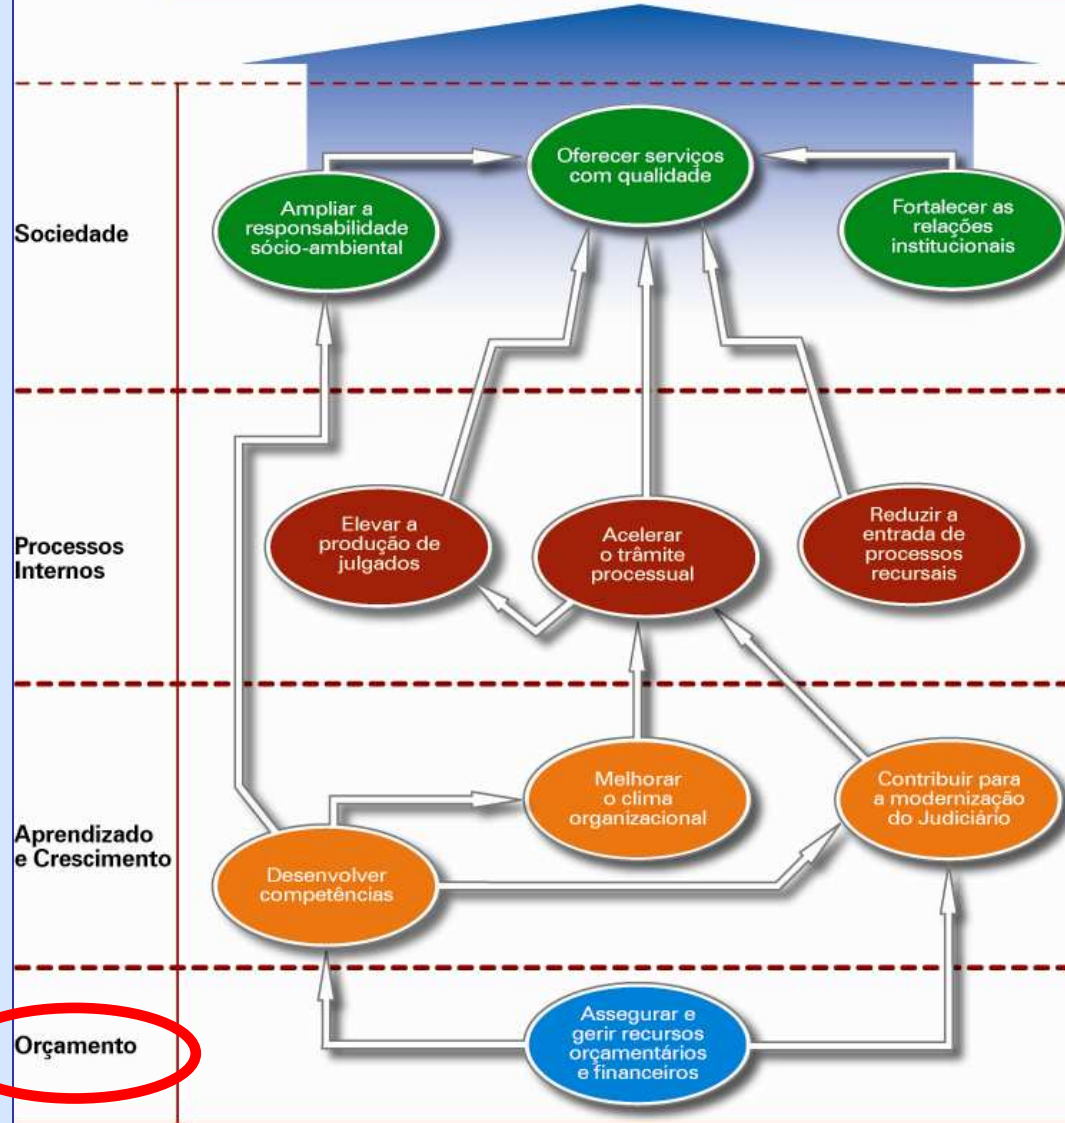 Sociedade
Oferecer serviços
com qualidade
Ampliar a
responsabilidade
sócio-ambiental
Fortalecer as
relações
institucionais
Processos
Internos
Elevar a
produção de
julgados
Acelerar
o trâmite
processual
Reduzir a
entrada de
processos
recursais
Aprendizado
e Crescimento
Melhorar
o clima
organizacional
Contribuir para
a modernização
do Judiciário
Desenvolver
competências
Orçamento
Assegurar e
gerir recursos
orçamentários
e financeiros